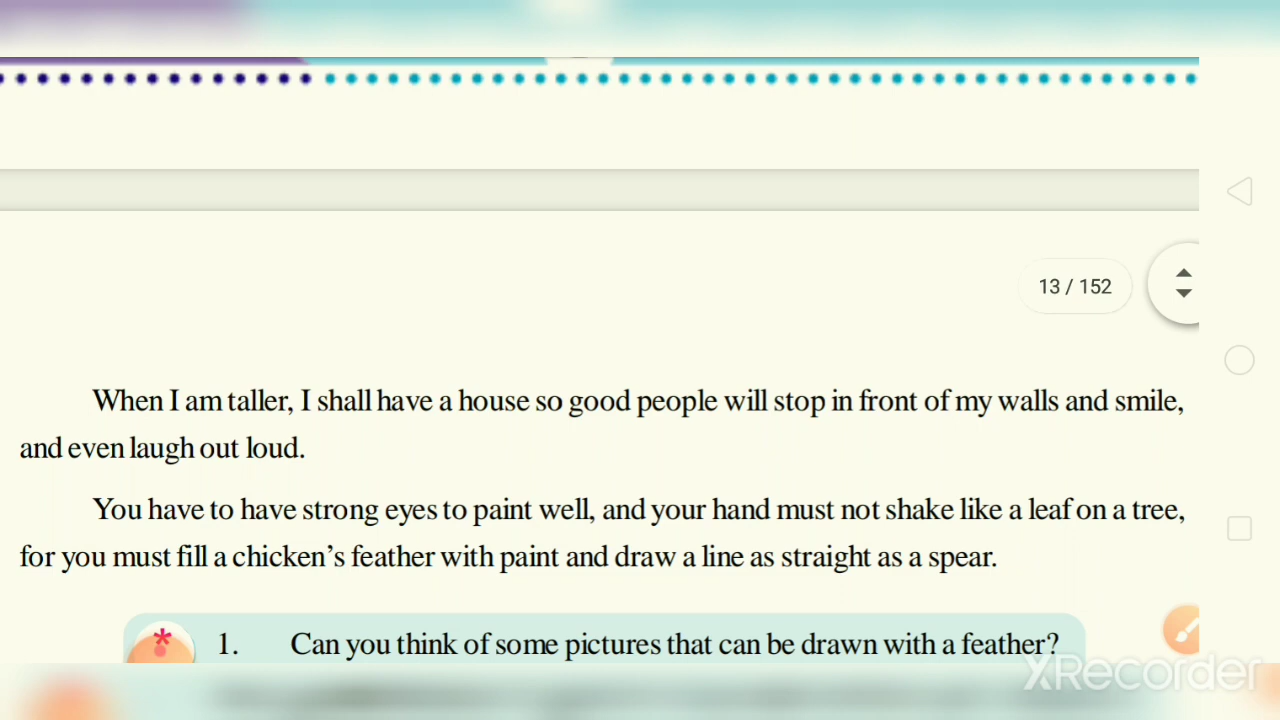 13 / 152
When I am taller, I shall have a house so good people will stop in front of my walls and smile,
and even laugh out loud.
You have to have strong eyes to paint well, and your hand must not shake like a leaf on a tree,
for you must fill a chicken's feather with paint and draw a line as straight as a spear.
* 1. Can you think of some pictures that can be drawn with a feather?
XRecorder